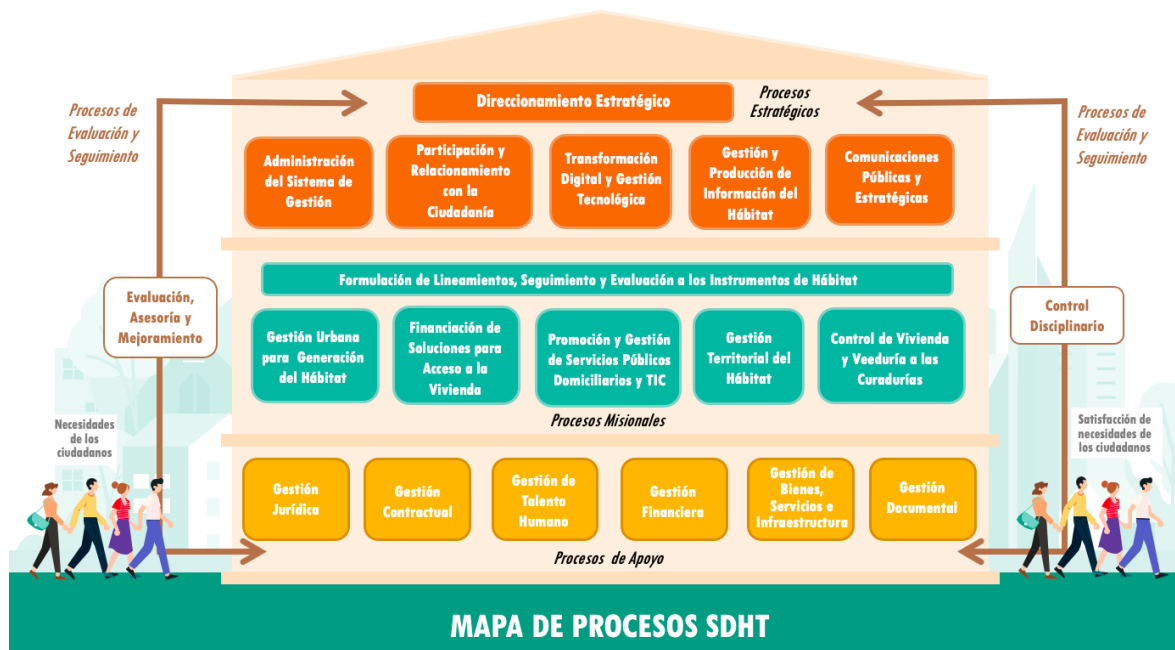 Procesos de
Evaluación y
Seguimiento
Direccionamiento Estratégico
Procesos
Estratégicos
Procesos de
Evaluación y
Seguimiento
Administración
del Sistema de
Gestión
Participación y
Relacionamiento
con la
Ciudadanía
Transformación
Digital y Gestión
Tecnológica
Gestión y
Producción de
Información del
Hábitat
Comunicaciones
Públicas y
Estratégicas
Evaluación,
Asesoría y
Mejoramiento
Formulación de Lineamientos, Seguimiento y Evaluación a los Instrumentos de Hábitat
Control
Disciplinario
Gestión Urbana
para Generación
del Hábitat
Financiación de
Soluciones para
Acceso a la
Vivienda
Promoción y Gestión
de Servicios Públicos
Domiciliarios y TIC
Gestión
Territorial del
Hábitat
Control de Vivienda
y Veeduría a las
Curadurías
Procesos Misionales
Necesidades
de los
ciudadanos
Satisfacción de
necesidades de
los ciudadanos
Gestión
Jurídica
Gestión
Contractual
Gestión de
Talento
Humano
Gestión
Financiera
Gestión de
Bienes,
Servicios e
Infraestructura
Gestión
Documental
Procesos de Apoyo
MAPA DE PROCESOS SDHT